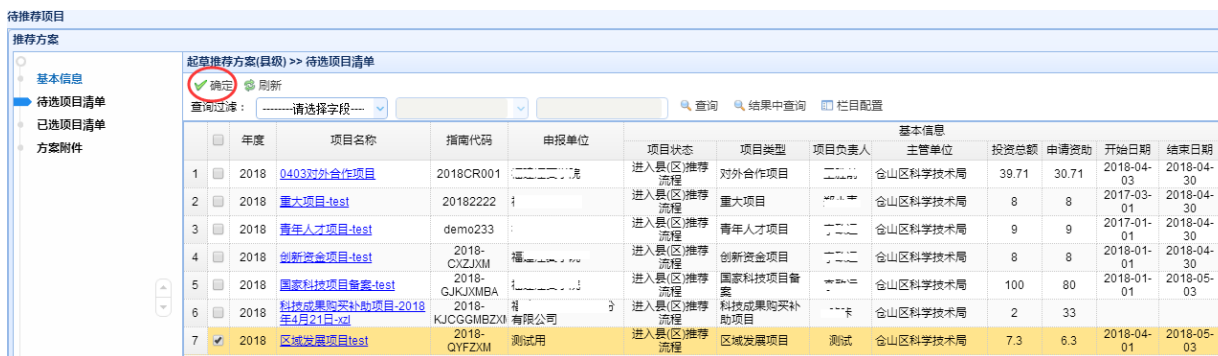 待推荐项目
推荐方案
基本信息
待选项目清单
已选项目清单
方案附件
起草推荐方案(县级) >> 待选项目清单
确定 刷新
查询过滤： --------请选择字段---- 查询 结果中查询 栏目配置
年度 项目名称 指南代码 申报单位 基本信息
项目状态 项目类型 项目负责人 主管单位 投资总额 申请资助 开始日期 结束日期
1 2018 0403对外合作项目 2018CR001 进入县(区)推荐流程 对外合作项目 仓山区科学技术局 39.71 30.71 2018-04-03 2018-04-30
2 2018 重大项目-test 20182222 进入县(区)推荐流程 重大项目 仓山区科学技术局 8 8 2017-03-01 2018-04-30
3 2018 青年人才项目-test demo233 进入县(区)推荐流程 青年人才项目 仓山区科学技术局 9 9 2017-01-01 2018-04-30
4 2018 创新资金项目-test 2018-CXZJXM 进入县(区)推荐流程 创新资金项目 仓山区科学技术局 8 8 2018-01-01 2018-04-30
5 2018 国家科技项目备案-test 2018-GJKJXMBA 进入县(区)推荐流程 国家科技项目备案 仓山区科学技术局 100 80 2018-01-01 2018-05-03
6 2018 科技成果购买补助项目-2018年4月21日-xzl 2018-KJCGGMBZXI 有限公司 进入县(区)推荐流程 科技成果购买补助项目 仓山区科学技术局 2 33
7 2018 区域发展项目test 2018-QYFZXM 测试用 进入县(区)推荐流程 区域发展项目 测试 仓山区科学技术局 7.3 6.3 2018-04-01 2018-05-03